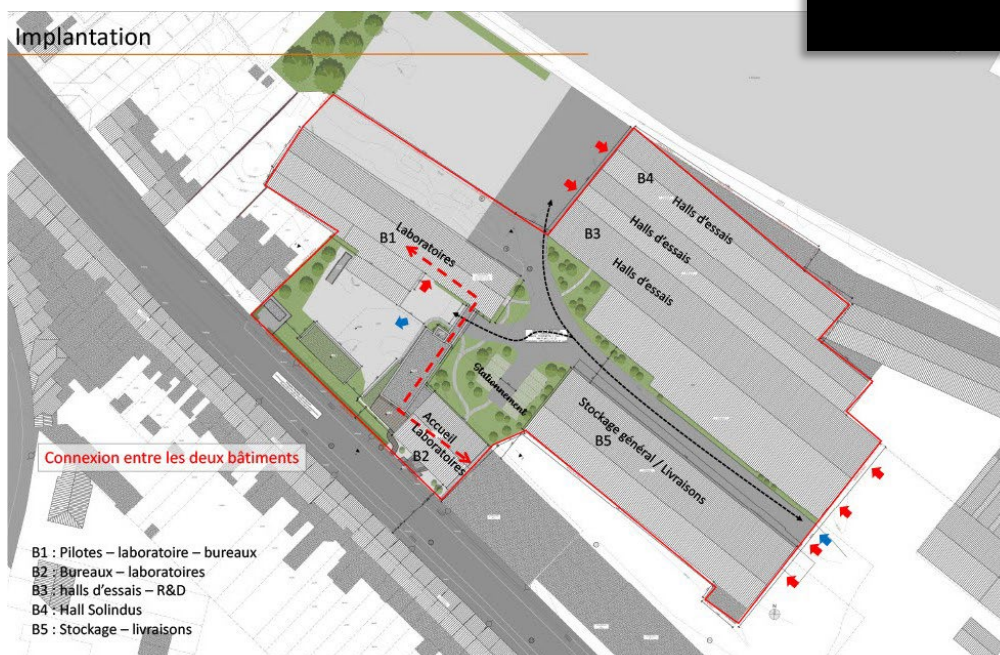 Implantation
B4
Halls d'essais
B3
Halls d'essais
Halls d'essais
Laboratoires
B1
Stationnement
Accueil
Laboratoires
B2
Stockage général / Livraisons
B5
Connexion entre les deux bâtiments
B1 : Pilotes – laboratoire – bureaux
B2 : Bureaux – laboratoires
B3 : halls d'essais – R&D
B4 : Hall Solindus
B5 : Stockage – livraisons